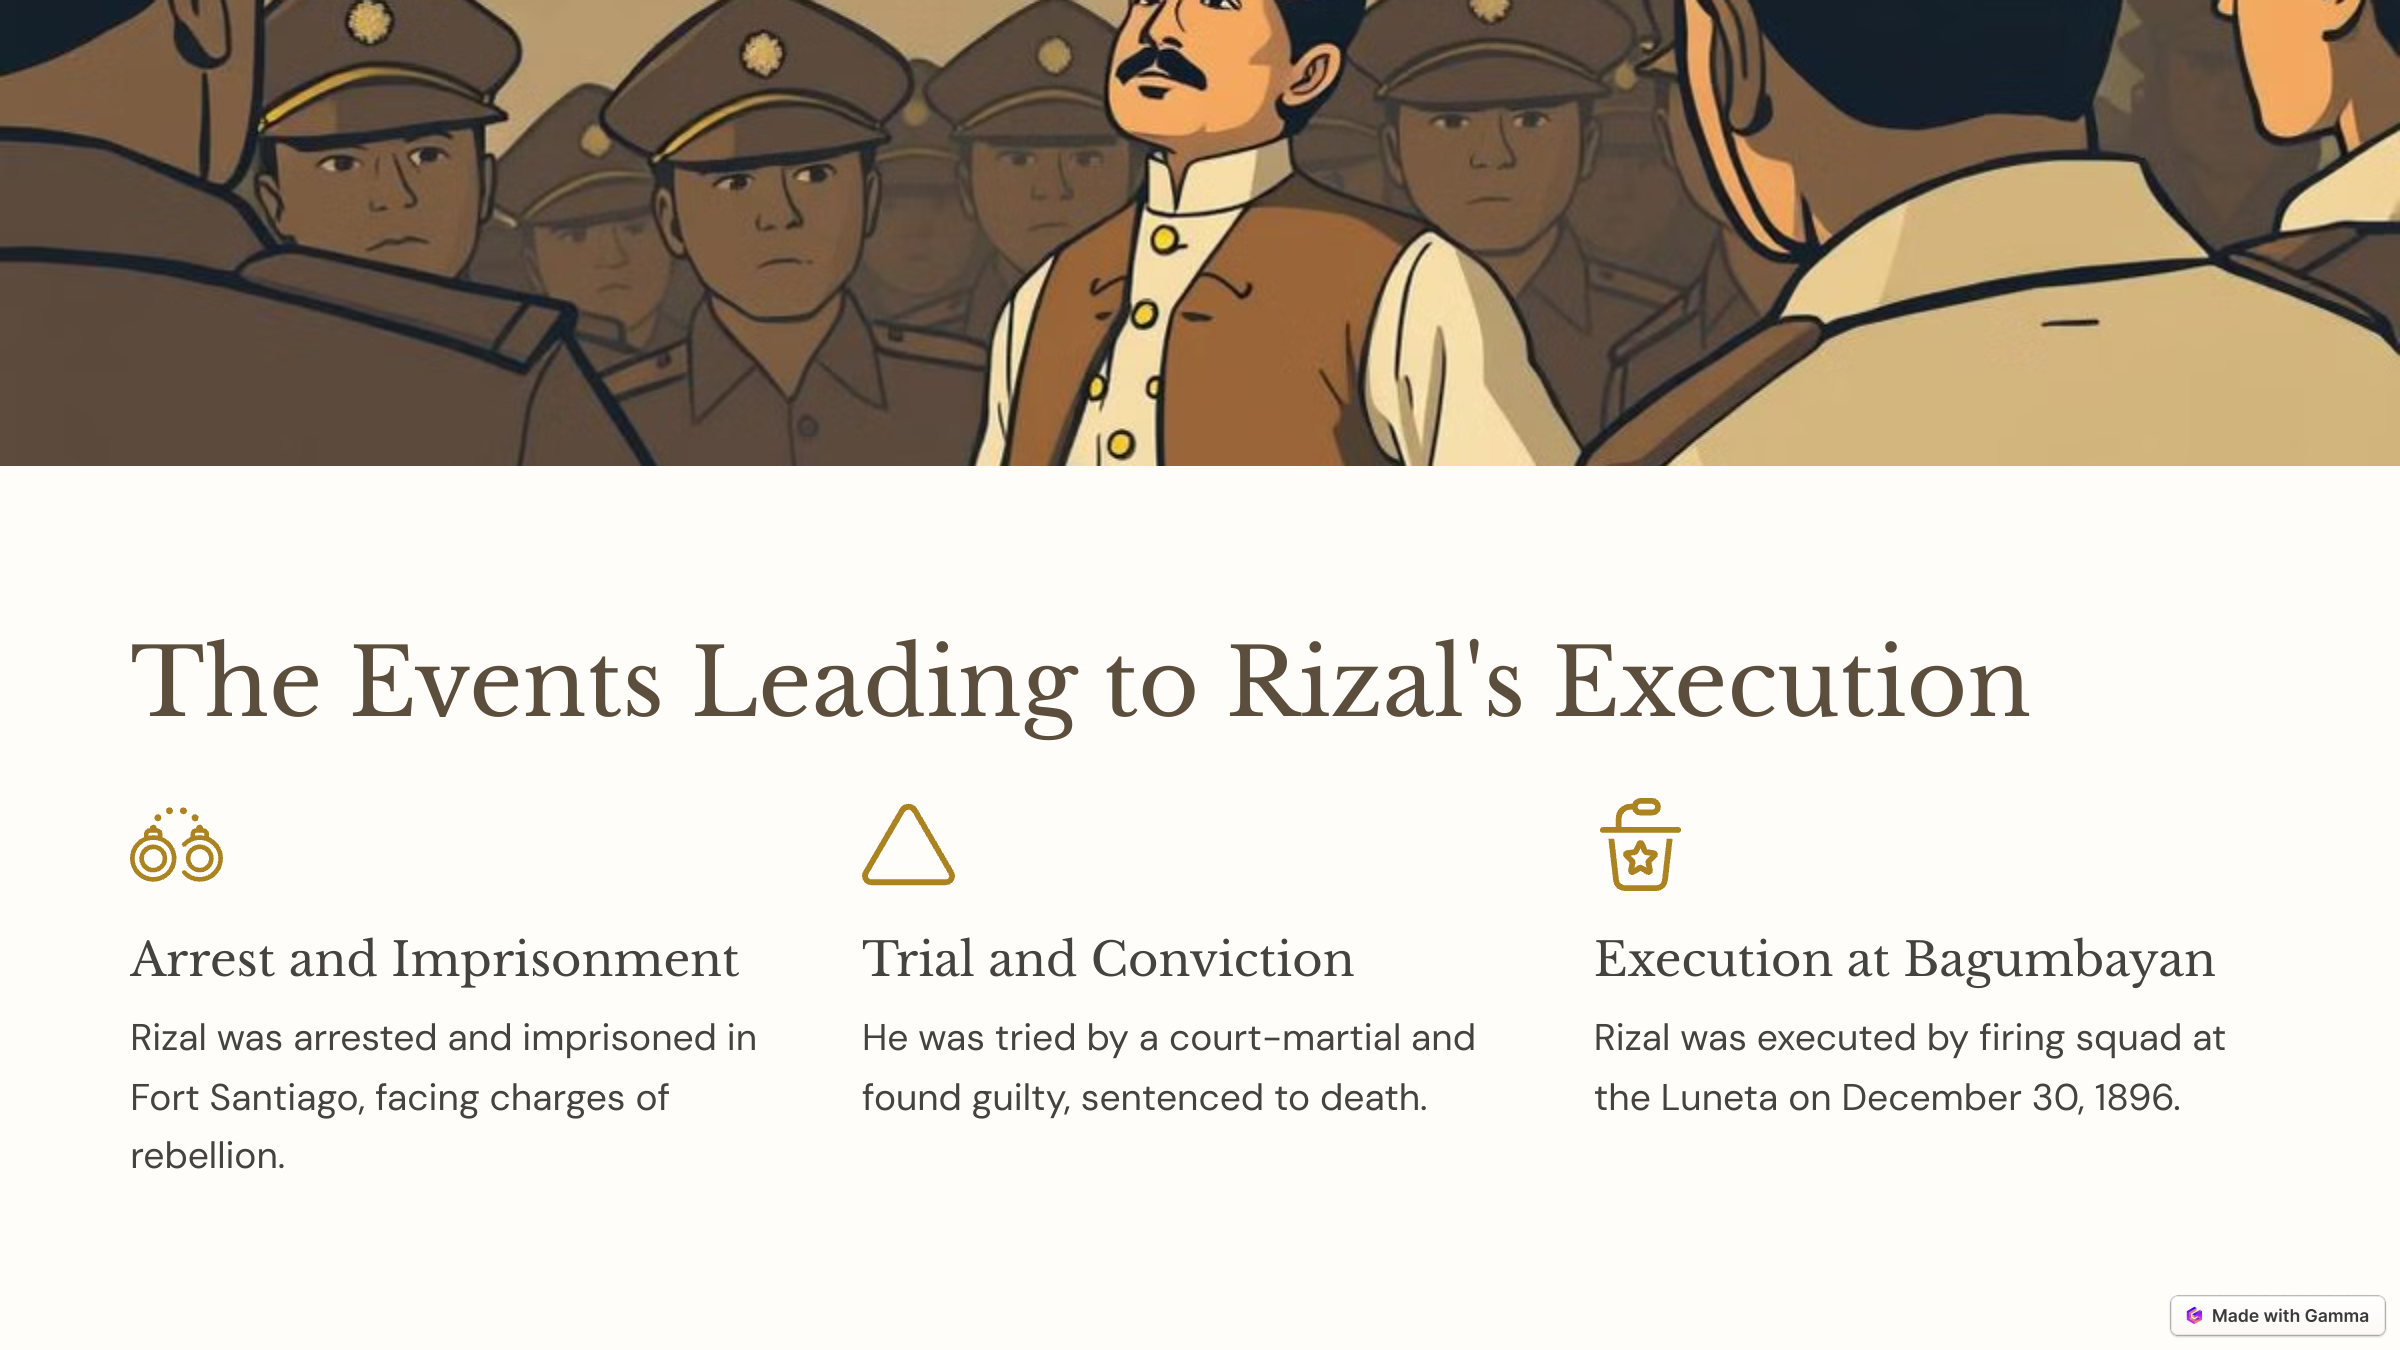 The Events Leading to Rizal's Execution
Arrest and Imprisonment
Rizal was arrested and imprisoned in
Fort Santiago, facing charges of
rebellion.
Trial and Conviction
He was tried by a court-martial and
found guilty, sentenced to death.
Execution at Bagumbayan
Rizal was executed by firing squad at
the Luneta on December 30, 1896.
Made with Gamma